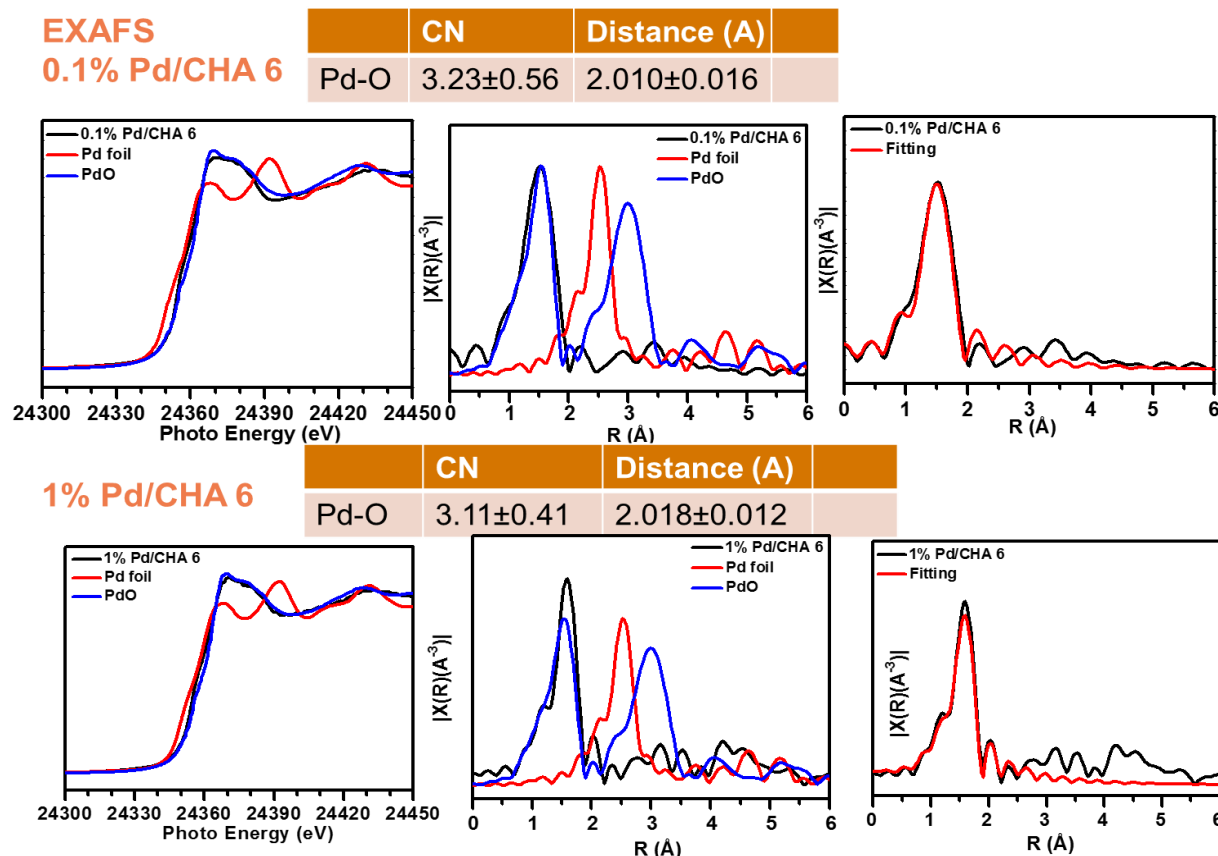 EXAFS
0.1% Pd/CHA 6
CN Distance (A)
Pd-O 3.23±0.56 2.010±0.016
0.1% Pd/CHA 6
Pd foil
PdO
24300 24330 24360 24390 24420 24450
Photo Energy (eV)
|X(R)(A⁻³)|
0.1% Pd/CHA 6
Pd foil
PdO
0 1 2 3 4 5 6
R (Å)
|X(R)(A⁻³)|
0.1% Pd/CHA 6
Fitting
0 1 2 3 4 5 6
R (Å)
1% Pd/CHA 6
CN Distance (A)
Pd-O 3.11±0.41 2.018±0.012
1% Pd/CHA 6
Pd foil
PdO
24300 24330 24360 24390 24420 24450
Photo Energy (eV)
|X(R)(A⁻³)|
1% Pd/CHA 6
Pd foil
PdO
0 1 2 3 4 5 6
R (Å)
|X(R)(A⁻³)|
1% Pd/CHA 6
Fitting
0 1 2 3 4 5 6
R (Å)